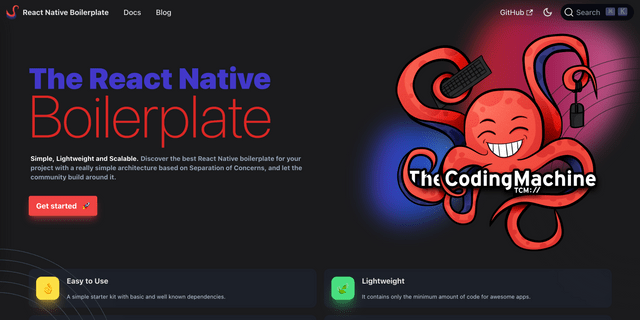 React Native Boilerplate
Docs
Blog
GitHub
Search
⌘
K
The React Native
Boilerplate
Simple, Lightweight and Scalable. Discover the best React Native boilerplate for your
project with a really simple architecture based on Separation of Concerns, and let the
community build around it.
Get started 🚀
TheCodingMachine
TCM://
Easy to Use
A simple starter kit with basic and well known dependencies.
Lightweight
It contains only the minimum amount of code for awesome apps.